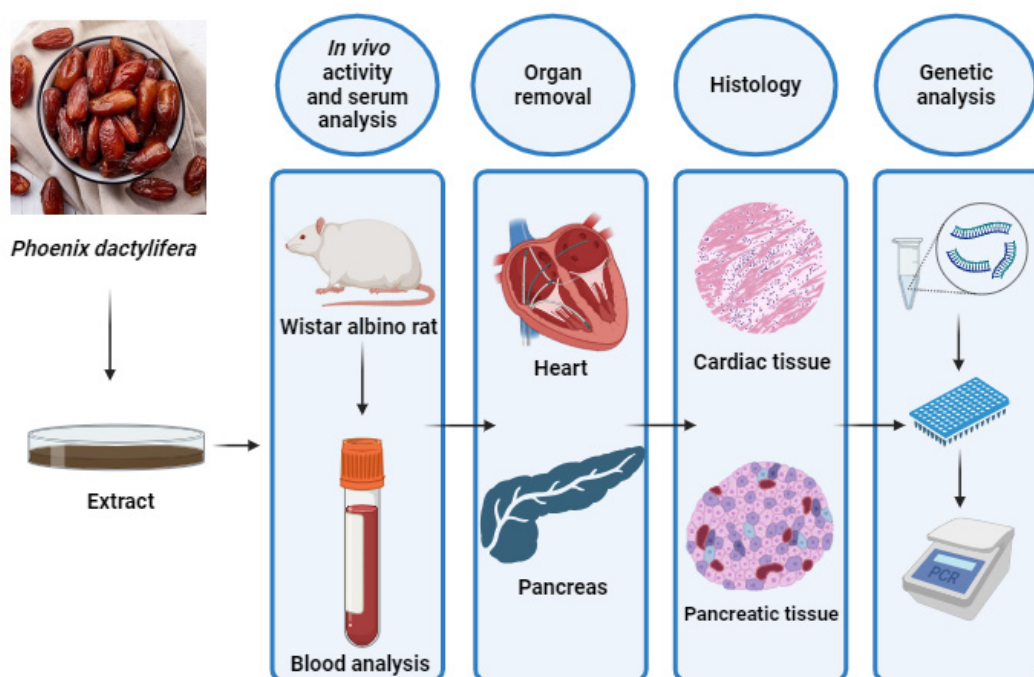 In vivo
activity
and serum
analysis
Organ
removal
Histology
Genetic
analysis
Phoenix dactylifera
Extract
Wistar albino rat
Blood analysis
Heart
Pancreas
Cardiac tissue
Pancreatic tissue
PCR